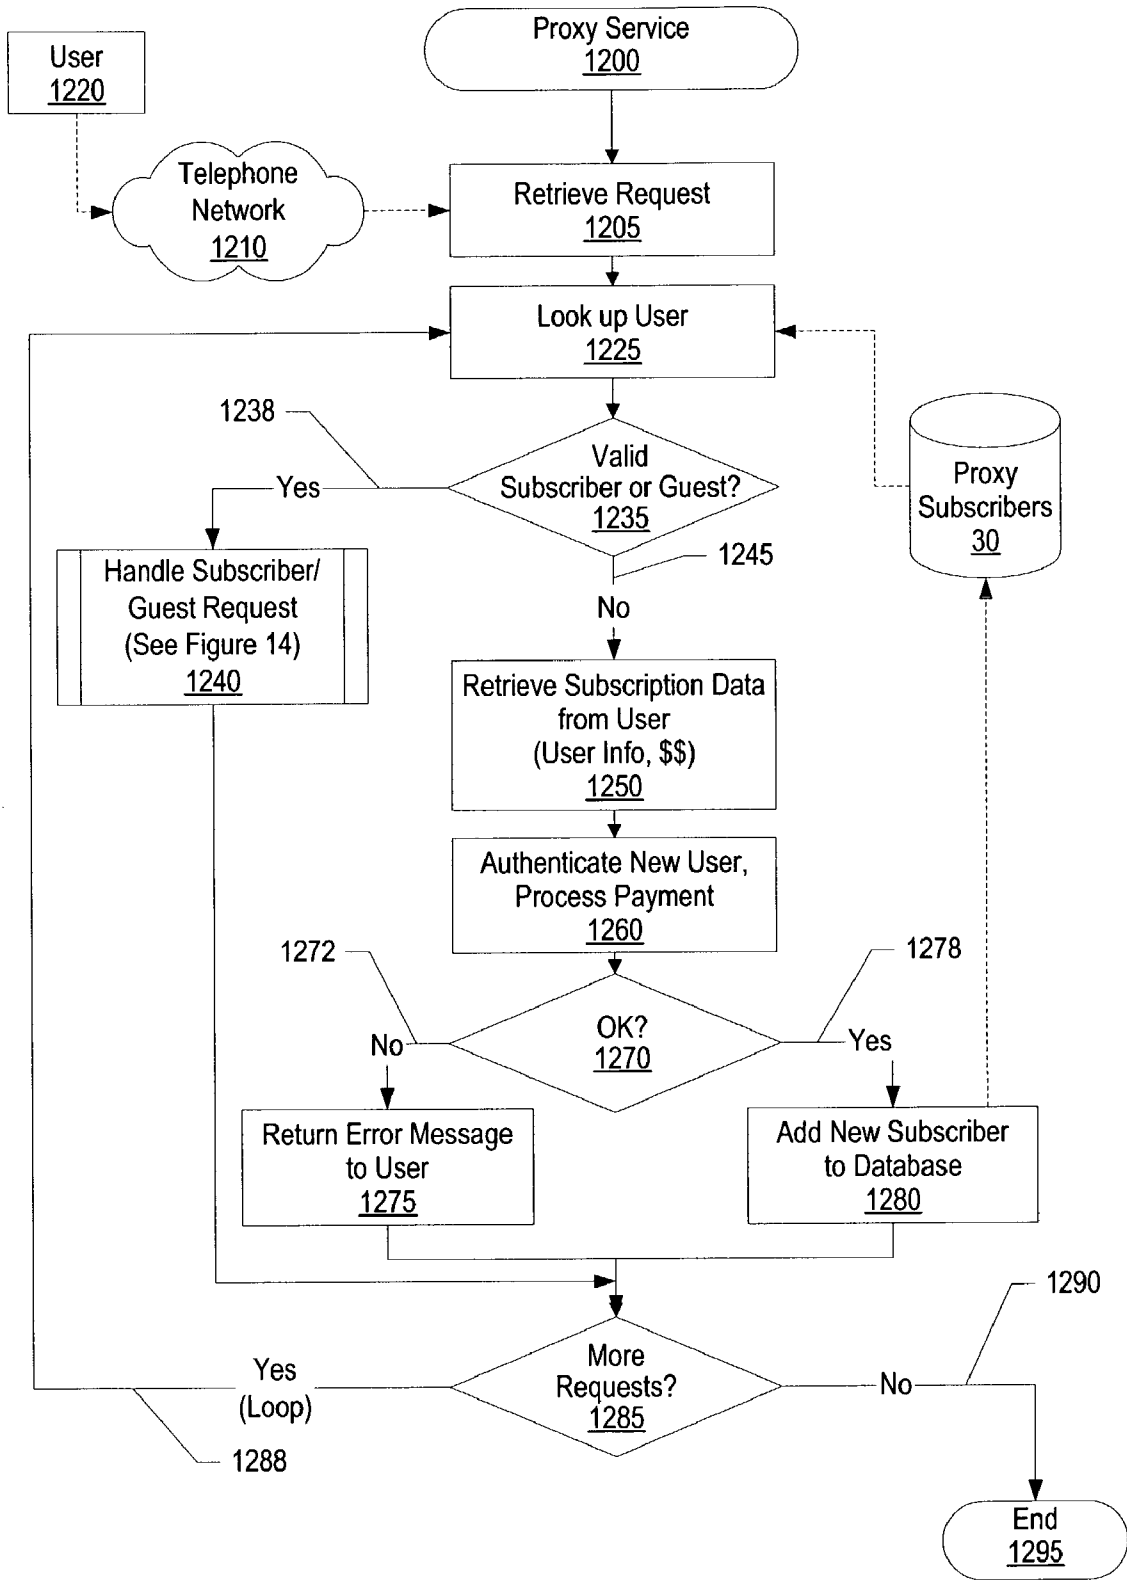 Proxy Service
1200
User
1220
Telephone
Network
1210
Retrieve Request
1205
Look up User
1225
1238
Valid
Subscriber or Guest?
1235
Yes
1245
No
Proxy
Subscribers
30
Handle Subscriber/
Guest Request
(See Figure 14)
1240
Retrieve Subscription Data
from User
(User Info, $$)
1250
Authenticate New User,
Process Payment
1260
1272
1278
OK?
1270
No
Yes
Return Error Message
to User
1275
Add New Subscriber
to Database
1280
1290
More
Requests?
1285
Yes
(Loop)
No
1288
End
1295